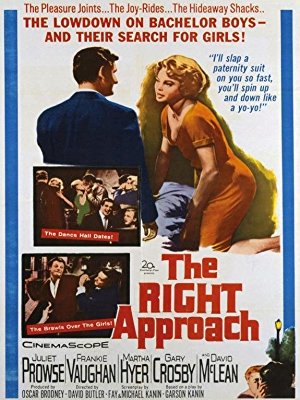 The Pleasure Joints...The Joy-Rides...The Hideaway Shacks..
THE LOWDOWN ON BACHELOR BOYS—
AND THEIR SEARCH FOR GIRLS!
"I'll slap a
paternity suit
on you so fast,
you'll spin up
and down like
a yo-yo!"
The Dance Hall Dates!
The Brawls Over The Girls!
20
The
RIGHT
Approach
CINEMASCOPE
JULIET
PROWSE
FRANKIE
VAUGHAN
MARTHA
HYER
GARY
CROSBY
AND
DAVID
McLEAN
Produced by
OSCAR BRODNEY
Directed by
DAVID BUTLER
Screenplay by
FAY & MICHAEL KANIN
Based on a play by
GARSON KANIN